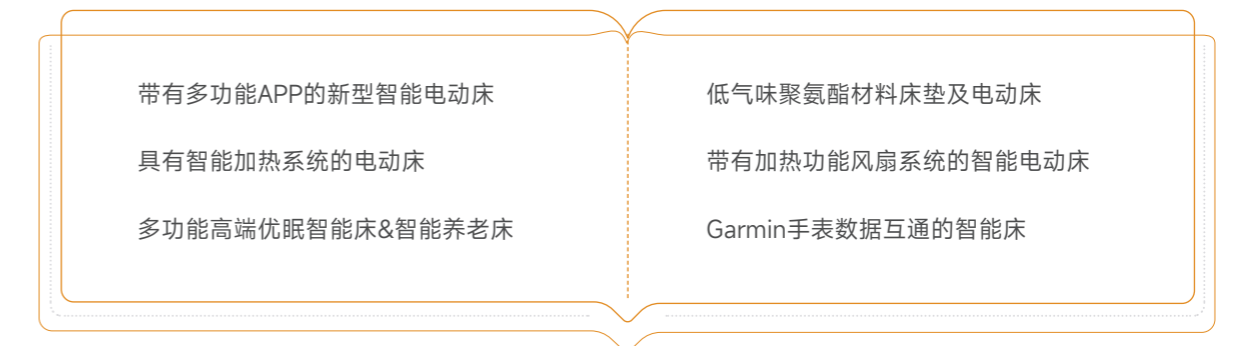 带有多功能APP的新型智能电动床
具有智能加热系统的电动床
多功能高端优眠智能床&智能养老床
低气味聚氨酯材料床垫及电动床
带有加热功能风扇系统的智能电动床
Garmin手表数据互通的智能床